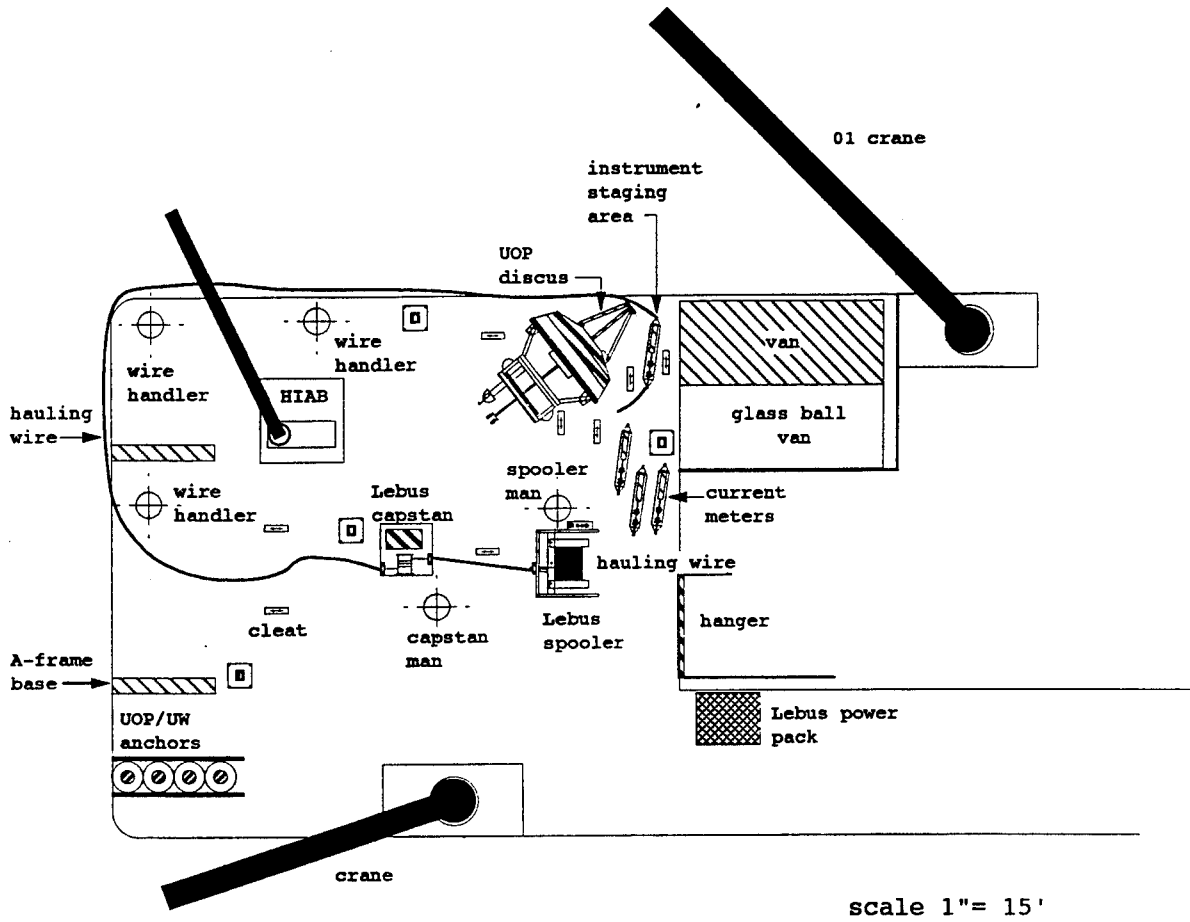 01 crane
instrument
staging
area
UOP
discus
wire
handler
wire
handler
HIAB
van
hauling
wire
glass ball
van
wire
handler
Lebus
capstan
spooler
man
current
meters
hauling wire
cleat
capstan
man
Lebus
spooler
hanger
A-frame
base
UOP/UW
anchors
Lebus power
pack
crane
scale 1"= 15'